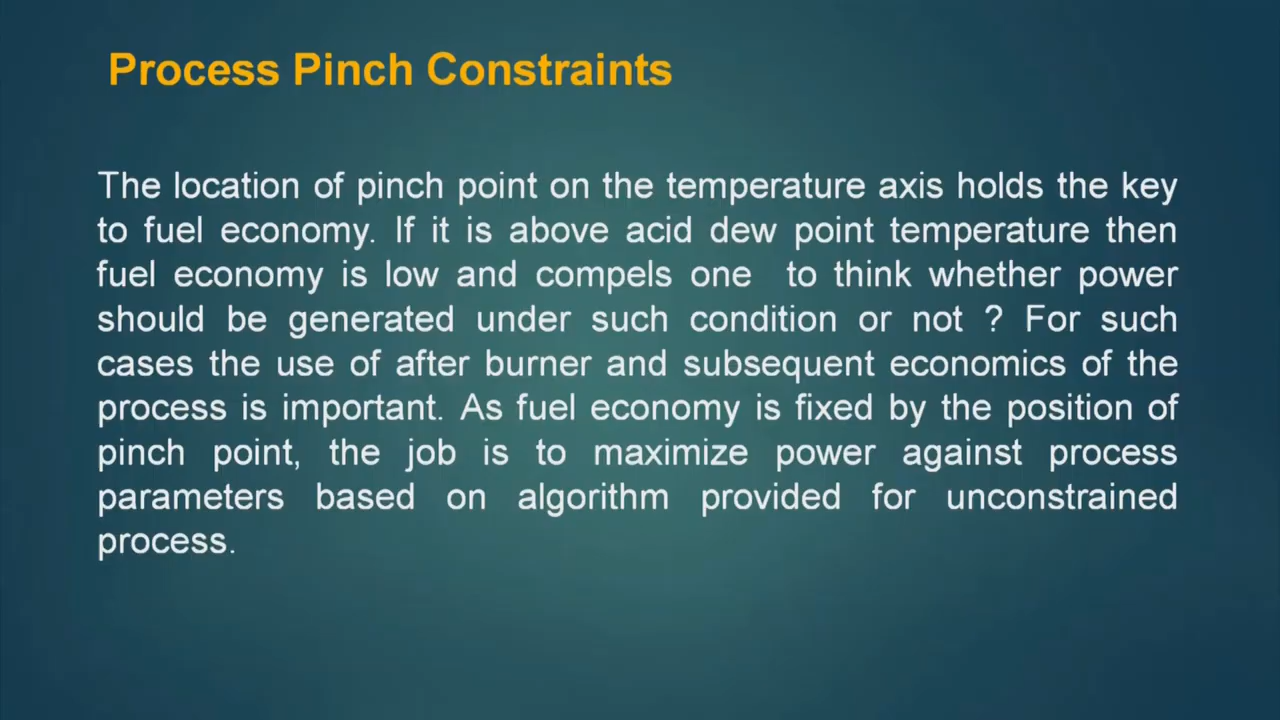 Process Pinch Constraints
The location of pinch point on the temperature axis holds the key
to fuel economy. If it is above acid dew point temperature then
fuel economy is low and compels one to think whether power
should be generated under such condition or not ? For such
cases the use of after burner and subsequent economics of the
process is important. As fuel economy is fixed by the position of
pinch point, the job is to maximize power against process
parameters based on algorithm provided for unconstrained
process.